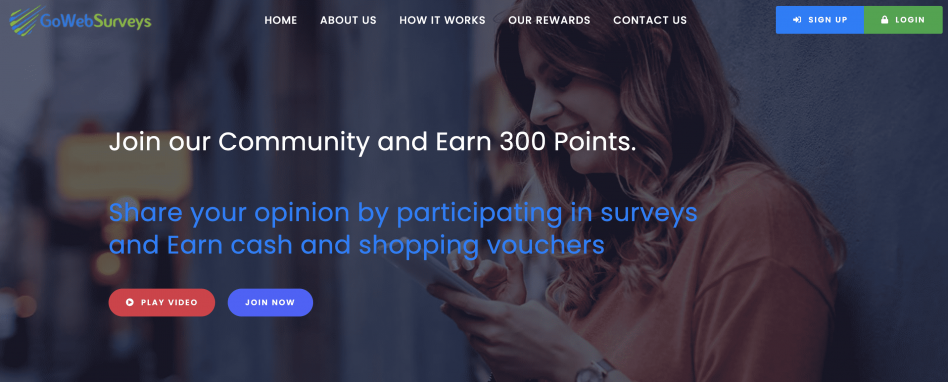 GoWebSurveys
HOME ABOUT US HOW IT WORKS OUR REWARDS CONTACT US
SIGN UP LOGIN
Join our Community and Earn 300 Points.
Share your opinion by participating in surveys
and Earn cash and shopping vouchers
PLAY VIDEO JOIN NOW